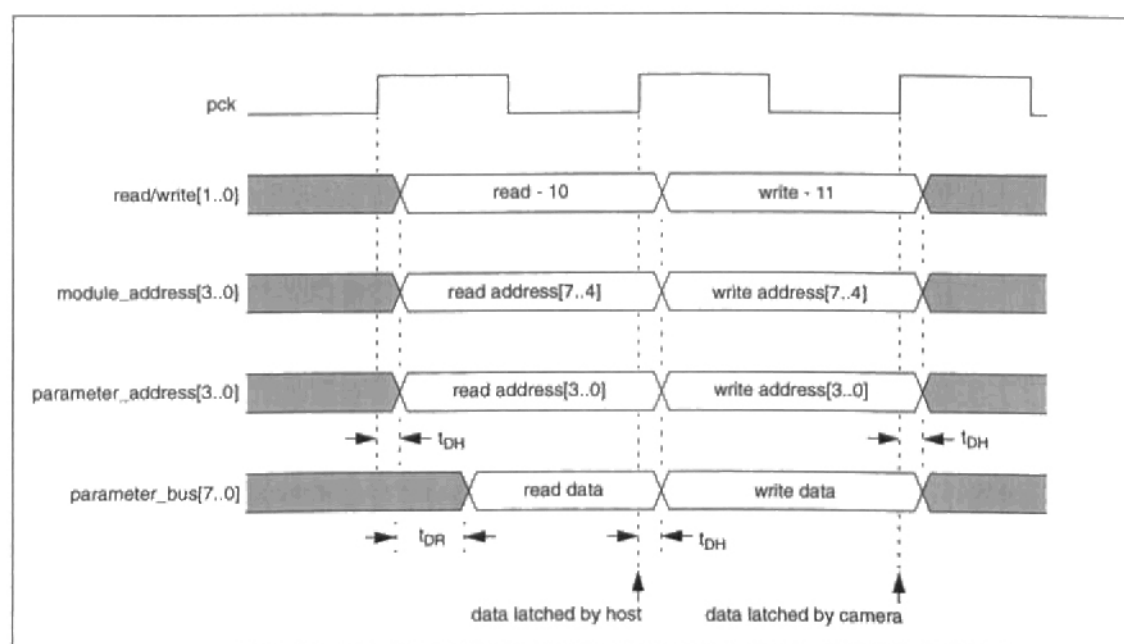 pck
read/write[1..0] read - 10 write - 11
module_address[3..0] read address[7..4] write address[7..4]
parameter_address[3..0] read address[3..0] write address[3..0]
tDH tDH
parameter_bus[7..0] read data write data
tDR tDH
data latched by host data latched by camera